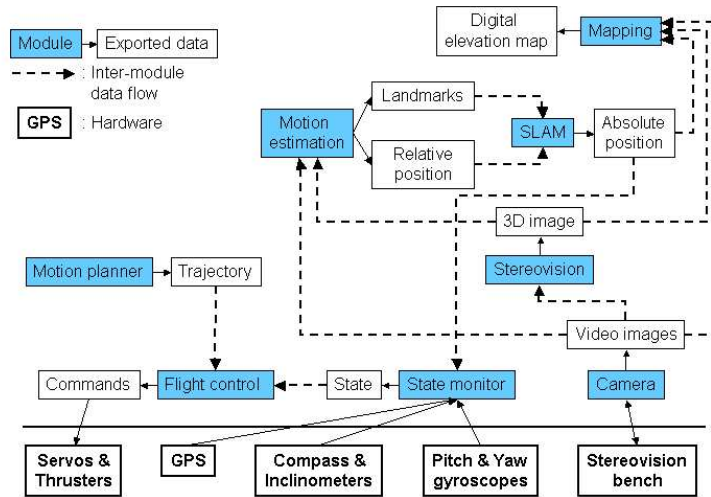 Module
Exported data
: Inter-module
data flow
GPS
: Hardware
Digital
elevation map
Mapping
Landmarks
Motion
estimation
SLAM
Absolute
position
Relative
position
3D image
Motion planner
Trajectory
Stereovision
Video images
Commands
Flight control
State
State monitor
Camera
Servos &
Thrusters
GPS
Compass &
Inclinometers
Pitch & Yaw
gyroscopes
Stereovision
bench